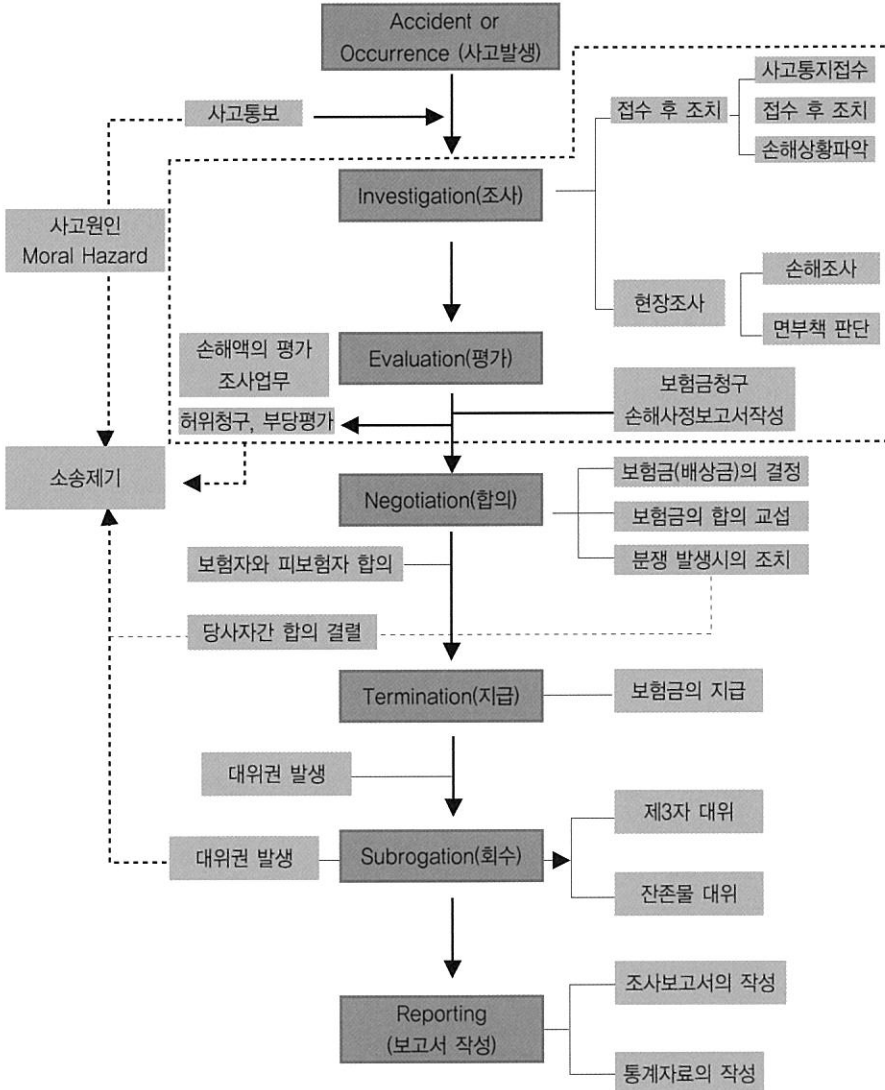 Accident or
Occurrence (사고발생)
사고통보
접수 후 조치
사고통지접수
접수 후 조치
손해상황파악
Investigation(조사)
사고원인
Moral Hazard
현장조사
손해조사
면부책 판단
손해액의 평가
조사업무
Evaluation(평가)
보험금청구
손해사정보고서작성
허위청구, 부당평가
소송제기
Negotiation(합의)
보험금(배상금)의 결정
보험금의 합의 교섭
분쟁 발생시의 조치
보험자와 피보험자 합의
당사자간 합의 결렬
Termination(지급)
보험금의 지급
대위권 발생
대위권 발생
Subrogation(회수)
제3자 대위
잔존물 대위
Reporting
(보고서 작성)
조사보고서의 작성
통계자료의 작성